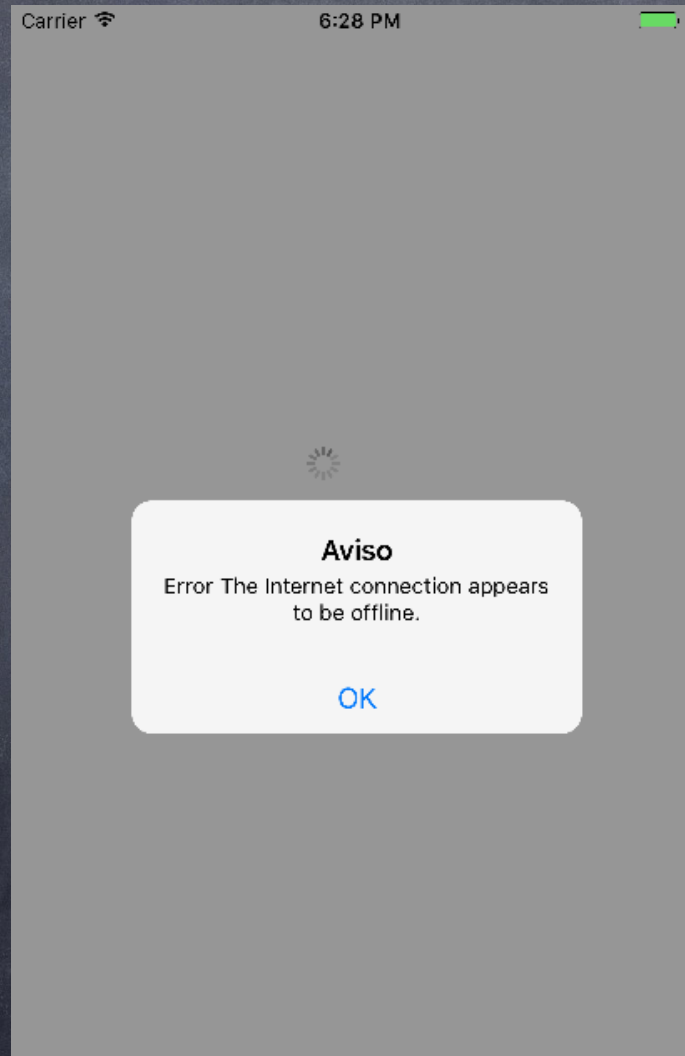 Carrier 6:28 PM
Aviso
Error The Internet connection appears
to be offline.
OK